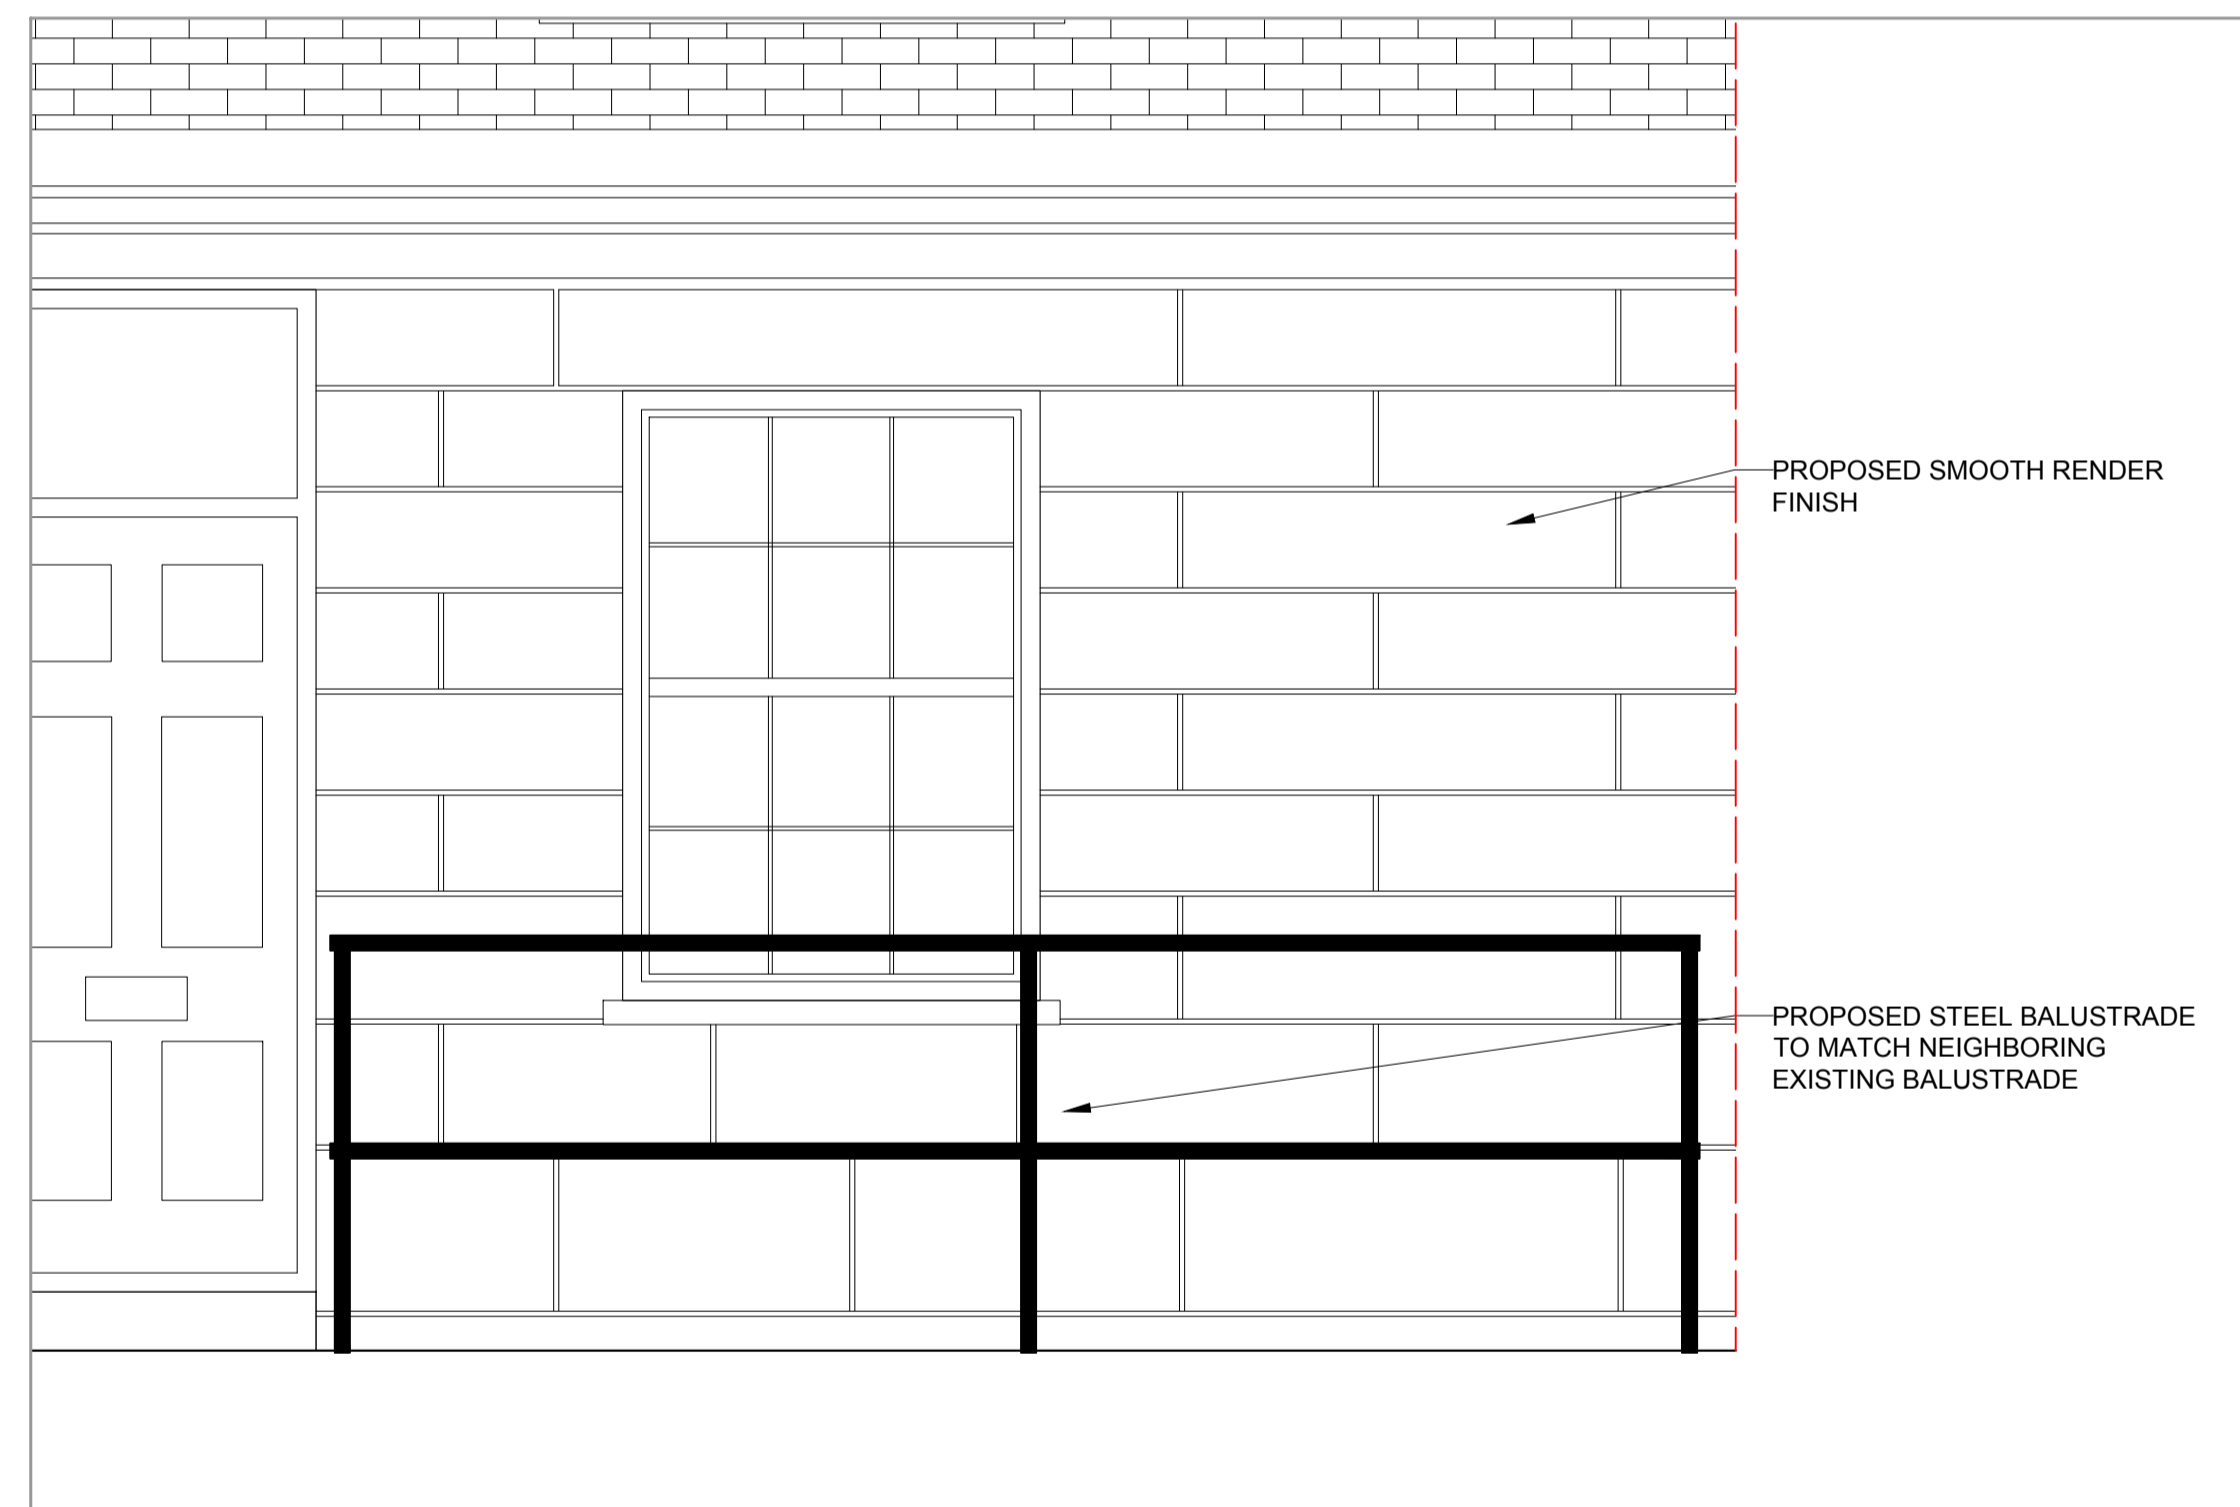 PROPOSED SMOOTH RENDER
FINISH
PROPOSED STEEL BALUSTRADE
TO MATCH NEIGHBORING
EXISTING BALUSTRADE